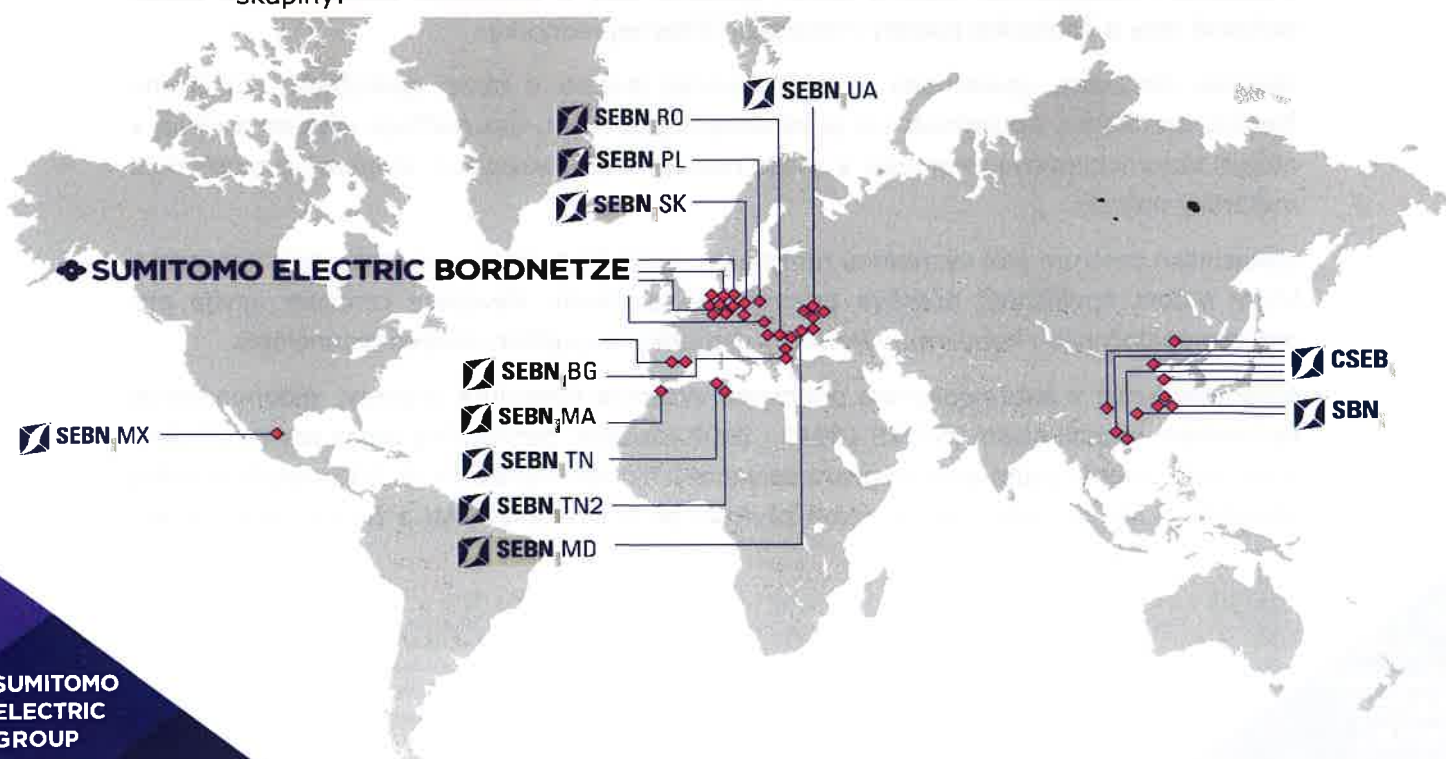 skupiny.
SEBN UA
SEBN RO
SEBN PL
SEBN SK
SUMITOMO ELECTRIC BORDNETZE
SEBN BG
SEBN MA
SEBN MX
SEBN TN
SEBN TN2
SEBN MD
CSEB
SBN
SUMITOMO
ELECTRIC
GROUP